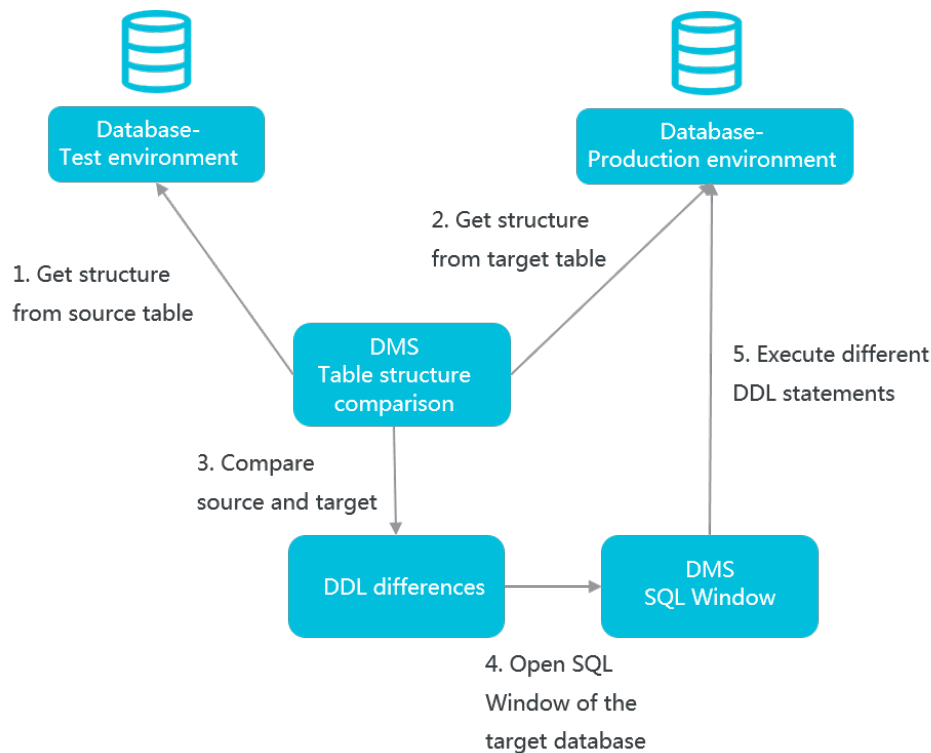 Database-
Test environment
Database-
Production environment
2. Get structure
from target table
1. Get structure
from source table
DMS
Table structure
comparison
5. Execute different
DDL statements
3. Compare
source and target
DDL differences
DMS
SQL Window
4. Open SQL
Window of the
target database